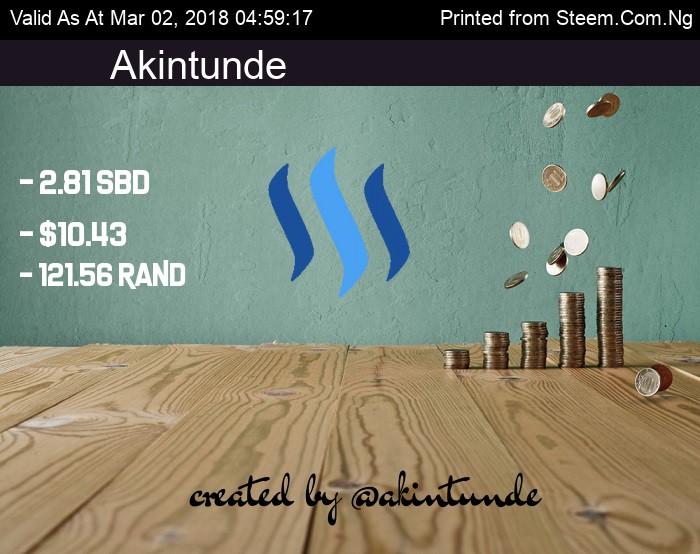 Valid As At Mar 02, 2018 04:59:17
Printed from Steem.Com.Ng
Akintunde
- 2.81 SBD
- $10.43
- 121.56 RAND
created by @akintunde